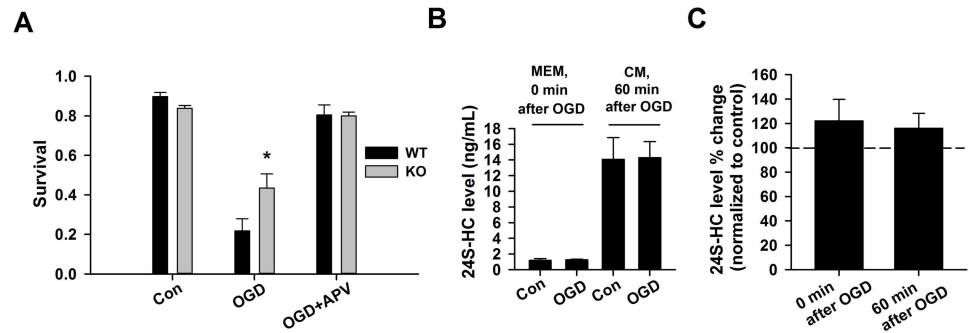 A
Survival
1.0
0.8
0.6
0.4
0.2
0.0
*
WT
KO
Con
OGD
OGD+APV
B
24S-HC level (ng/mL)
MEM,
0 min
after OGD
CM,
60 min
after OGD
18
16
14
12
10
8
6
4
2
0
Con
OGD
Con
OGD
C
24S-HC level % change
(normalized to control)
160
140
120
100
80
60
40
20
0
0 min
after OGD
60 min
after OGD